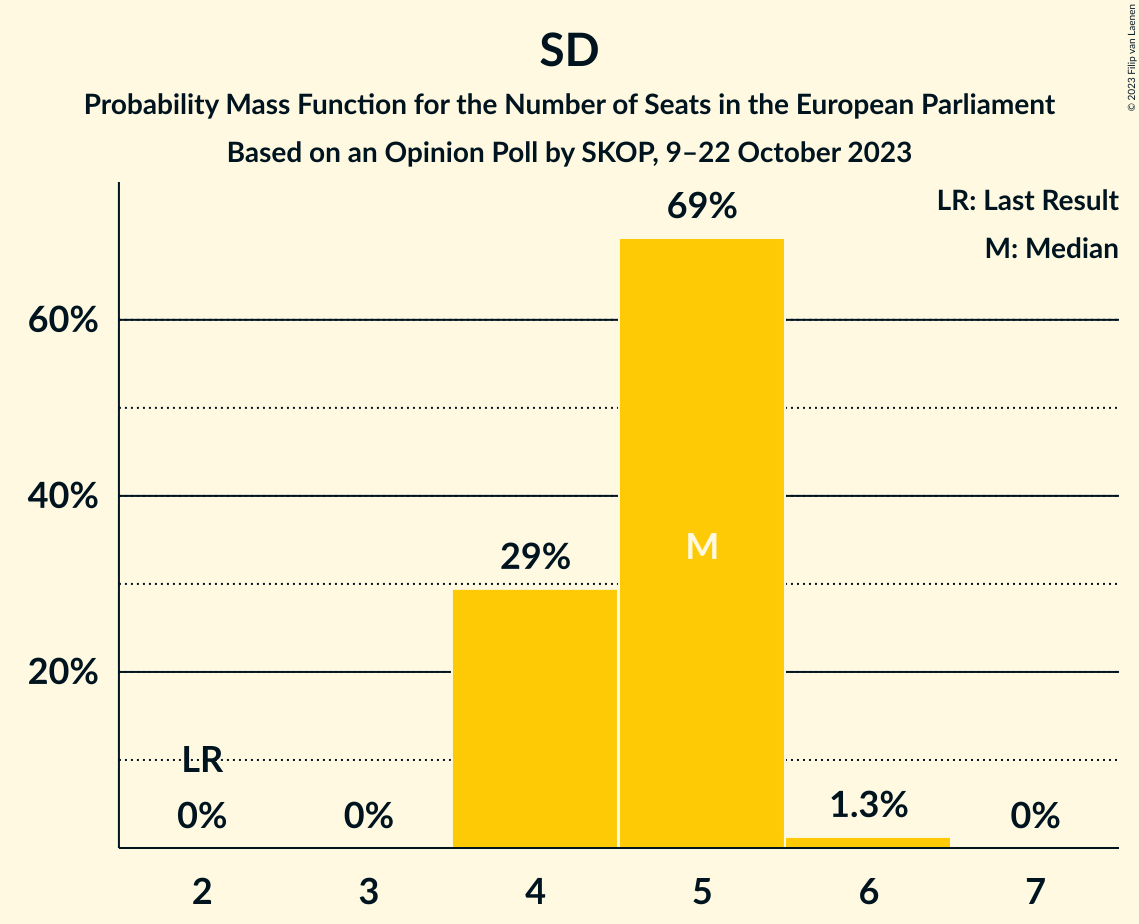 SD
Probability Mass Function for the Number of Seats in the European Parliament
Based on an Opinion Poll by SKOP, 9–22 October 2023
© 2023 Filip van Laenen
LR: Last Result
M: Median
69%
60%
40%
M
29%
20%
LR
0%
0%
1.3%
0%
2 3 4 5 6 7